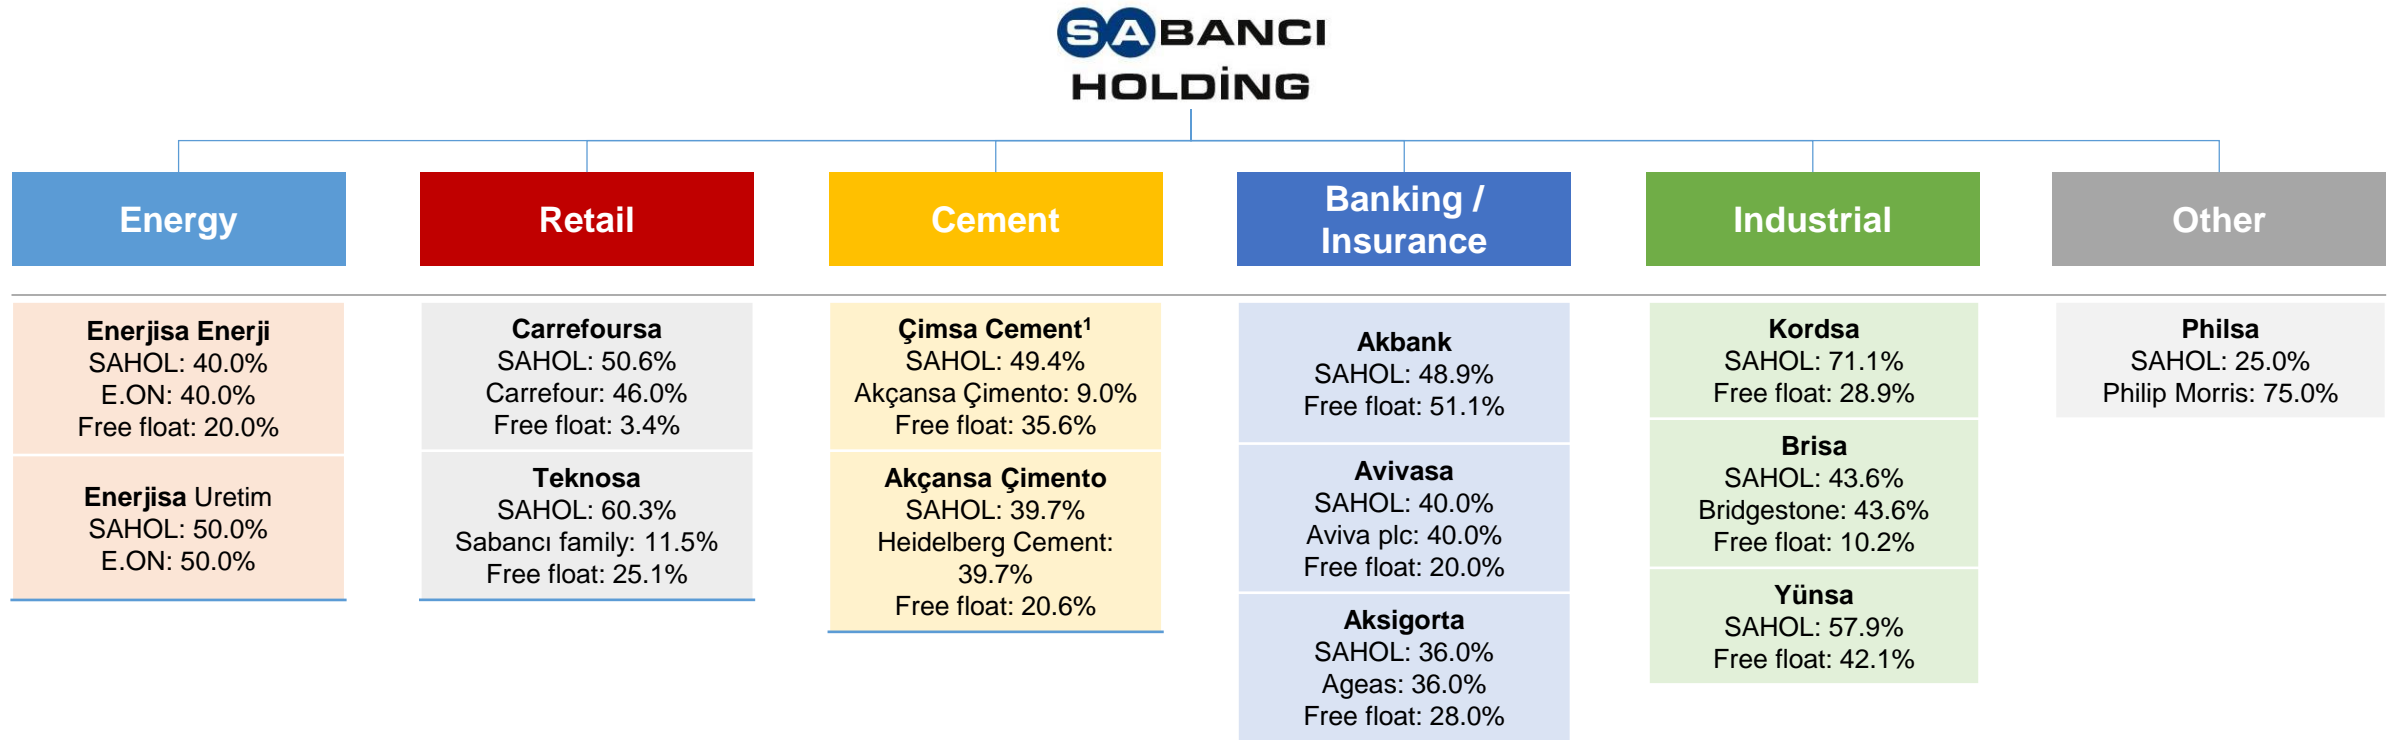 SABANCI
HOLDİNG
Energy
Retail
Cement
Banking /
Insurance
Industrial
Other
Enerjisa Enerji
SAHOL: 40.0%
E.ON: 40.0%
Free float: 20.0%
Enerjisa Uretim
SAHOL: 50.0%
E.ON: 50.0%
Carrefoursa
SAHOL: 50.6%
Carrefour: 46.0%
Free float: 3.4%
Teknosa
SAHOL: 60.3%
Sabancı family: 11.5%
Free float: 25.1%
Çimsa Cement¹
SAHOL: 49.4%
Akçansa Çimento: 9.0%
Free float: 35.6%
Akçansa Çimento
SAHOL: 39.7%
Heidelberg Cement:
39.7%
Free float: 20.6%
Akbank
SAHOL: 48.9%
Free float: 51.1%
Avivasa
SAHOL: 40.0%
Aviva plc: 40.0%
Free float: 20.0%
Aksigorta
SAHOL: 36.0%
Ageas: 36.0%
Free float: 28.0%
Kordsa
SAHOL: 71.1%
Free float: 28.9%
Brisa
SAHOL: 43.6%
Bridgestone: 43.6%
Free float: 10.2%
Yünsa
SAHOL: 57.9%
Free float: 42.1%
Philsa
SAHOL: 25.0%
Philip Morris: 75.0%